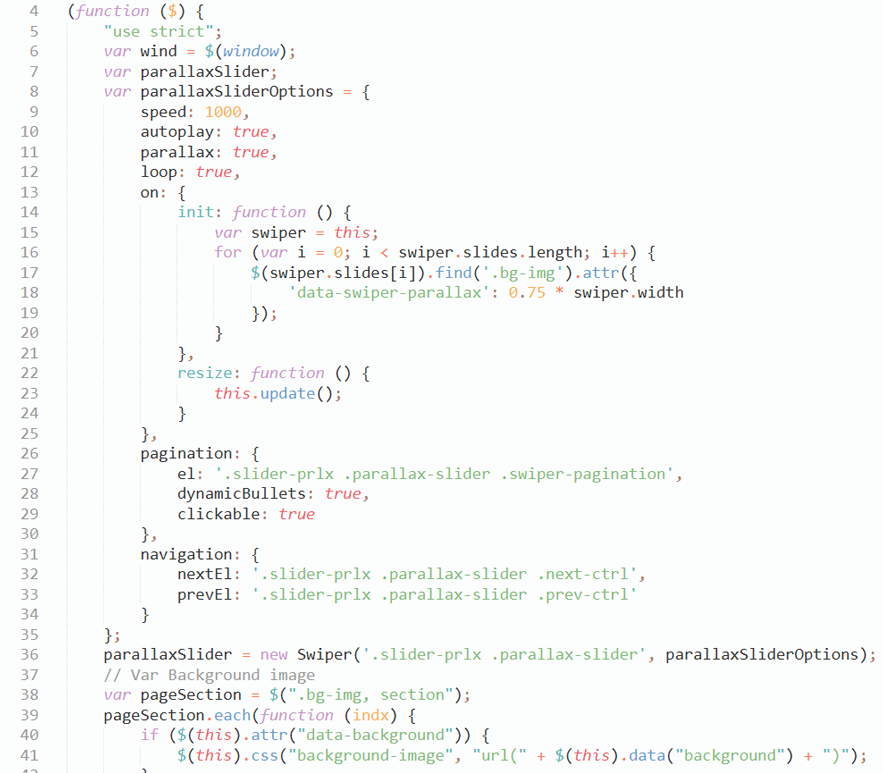 4 (function ($) {
5 "use strict";
6 var wind = $(window);
7 var parallaxSlider;
8 var parallaxSliderOptions = {
9 speed: 1000,
10 autoplay: true,
11 parallax: true,
12 loop: true,
13 on: {
14 init: function () {
15 var swiper = this;
16 for (var i = 0; i < swiper.slides.length; i++) {
17 $(swiper.slides[i]).find('.bg-img').attr({
18 'data-swiper-parallax': 0.75 * swiper.width
19 });
20 }
21 },
22 resize: function () {
23 this.update();
24 }
25 },
26 pagination: {
27 el: '.slider-prlx .parallax-slider .swiper-pagination',
28 dynamicBullets: true,
29 clickable: true
30 },
31 navigation: {
32 nextEl: '.slider-prlx .parallax-slider .next-ctrl',
33 prevEl: '.slider-prlx .parallax-slider .prev-ctrl'
34 }
35 };
36 parallaxSlider = new Swiper('.slider-prlx .parallax-slider', parallaxSliderOptions);
37 // Var Background image
38 var pageSection = $(".bg-img, section");
39 pageSection.each(function (indx) {
40 if ($(this).attr("data-background")) {
41 $(this).css("background-image", "url(" + $(this).data("background") + ")");